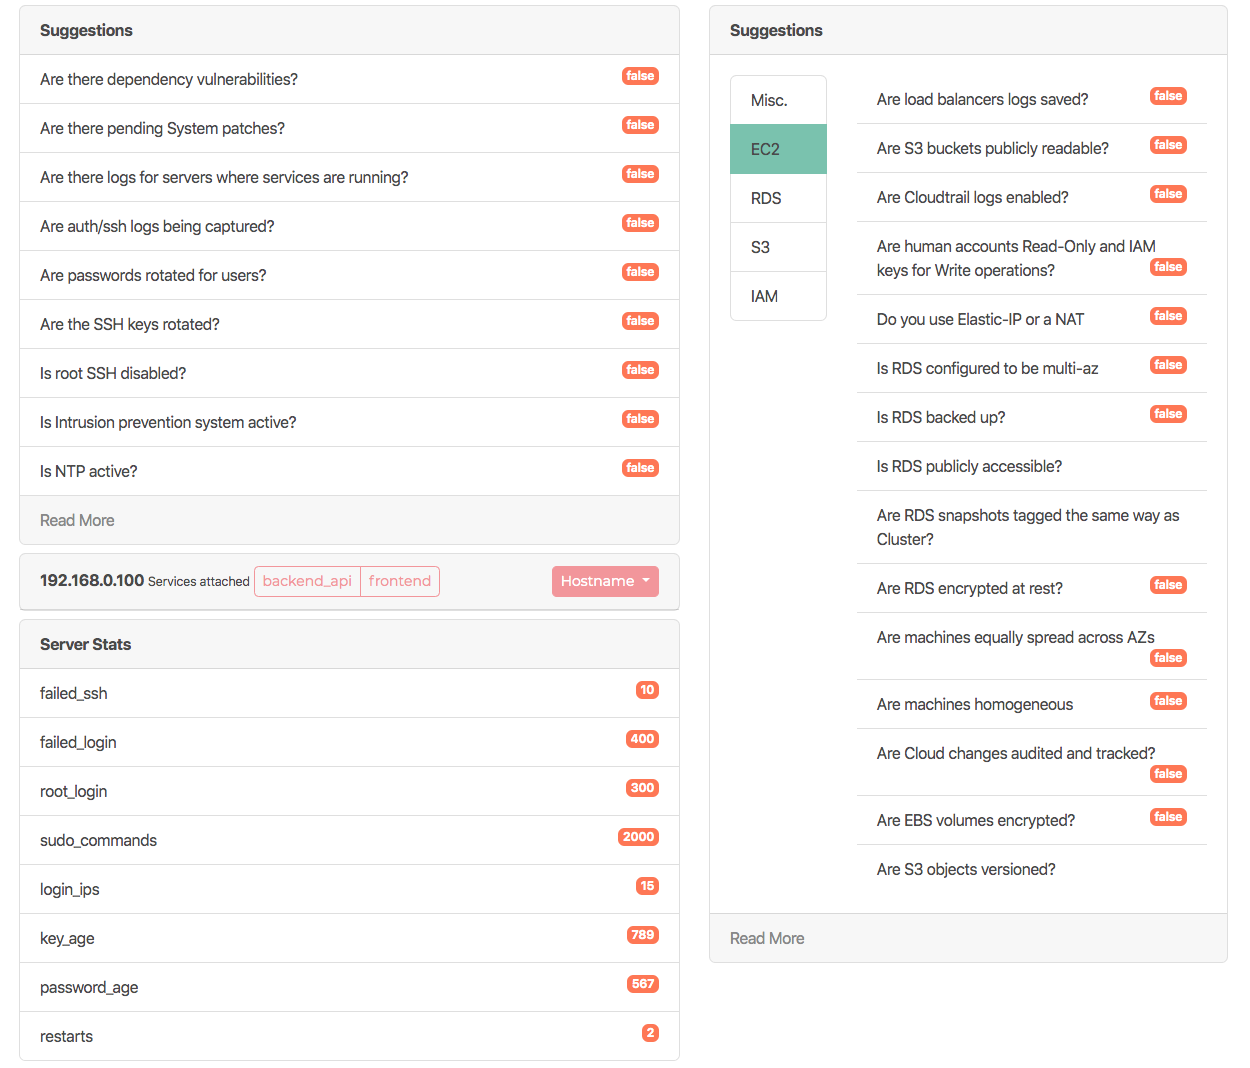 Suggestions
Are there dependency vulnerabilities? false
Are there pending System patches? false
Are there logs for servers where services are running? false
Are auth/ssh logs being captured? false
Are passwords rotated for users? false
Are the SSH keys rotated? false
Is root SSH disabled? false
Is Intrusion prevention system active? false
Is NTP active? false
Read More
192.168.0.100 Services attached backend_api frontend Hostname
Server Stats
failed_ssh 10
failed_login 400
root_login 300
sudo_commands 2000
login_ips 15
key_age 789
password_age 567
restarts 2
Suggestions
Misc.
EC2
RDS
S3
IAM
Are load balancers logs saved? false
Are S3 buckets publicly readable? false
Are Cloudtrail logs enabled? false
Are human accounts Read-Only and IAM
keys for Write operations? false
Do you use Elastic-IP or a NAT false
Is RDS configured to be multi-az false
Is RDS backed up? false
Is RDS publicly accessible?
Are RDS snapshots tagged the same way as
Cluster?
Are RDS encrypted at rest? false
Are machines equally spread across AZs
false
Are machines homogeneous false
Are Cloud changes audited and tracked?
false
Are EBS volumes encrypted? false
Are S3 objects versioned?
Read More